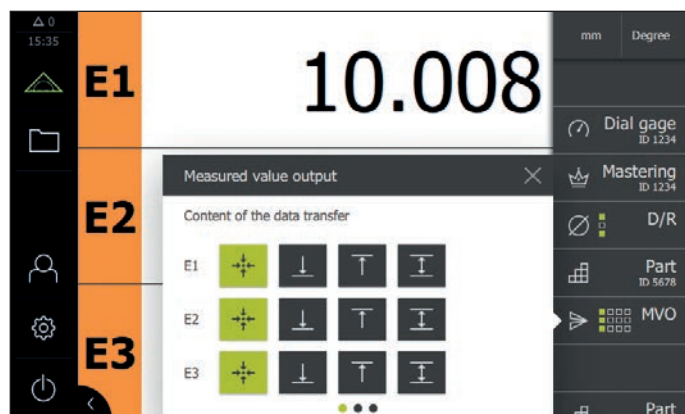 0
15:35
E1
10.008
mm
Degree
Dial gage
ID 1234
Mastering
ID 1234
E2
D/R
Part
ID 5678
MVO
E3
Part
Measured value output
Content of the data transfer
E1
E2
E3